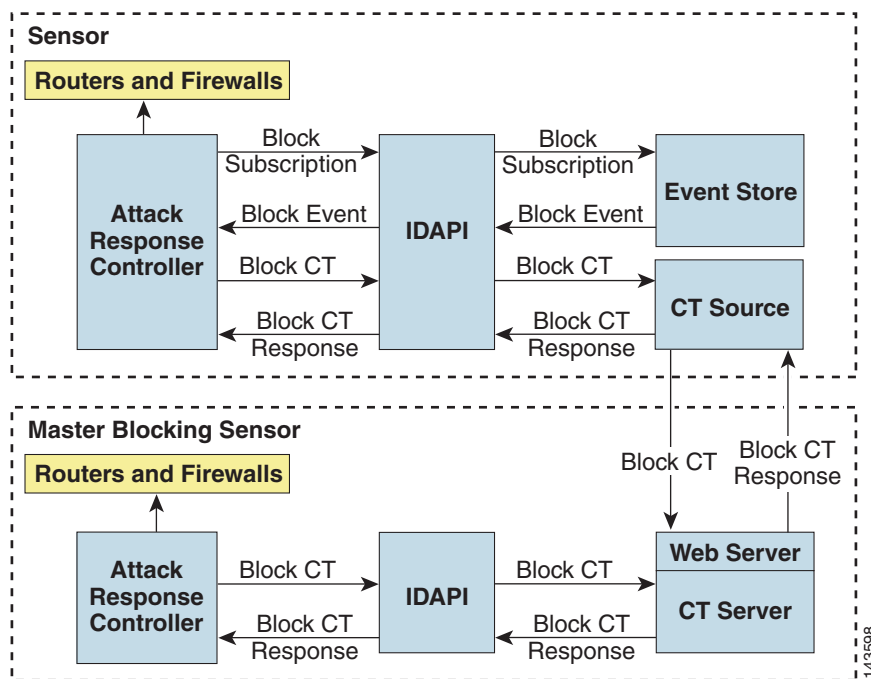 Sensor
Routers and Firewalls
Attack
Response
Controller
Block
Subscription
Block Event
Block CT
Block CT
Response
IDAPI
Block
Subscription
Block Event
Block CT
Block CT
Response
Event Store
CT Source
Block CT
Block CT
Response
Master Blocking Sensor
Routers and Firewalls
Attack
Response
Controller
Block CT
Block CT
Response
IDAPI
Block CT
Block CT
Response
Web Server
CT Server
143598